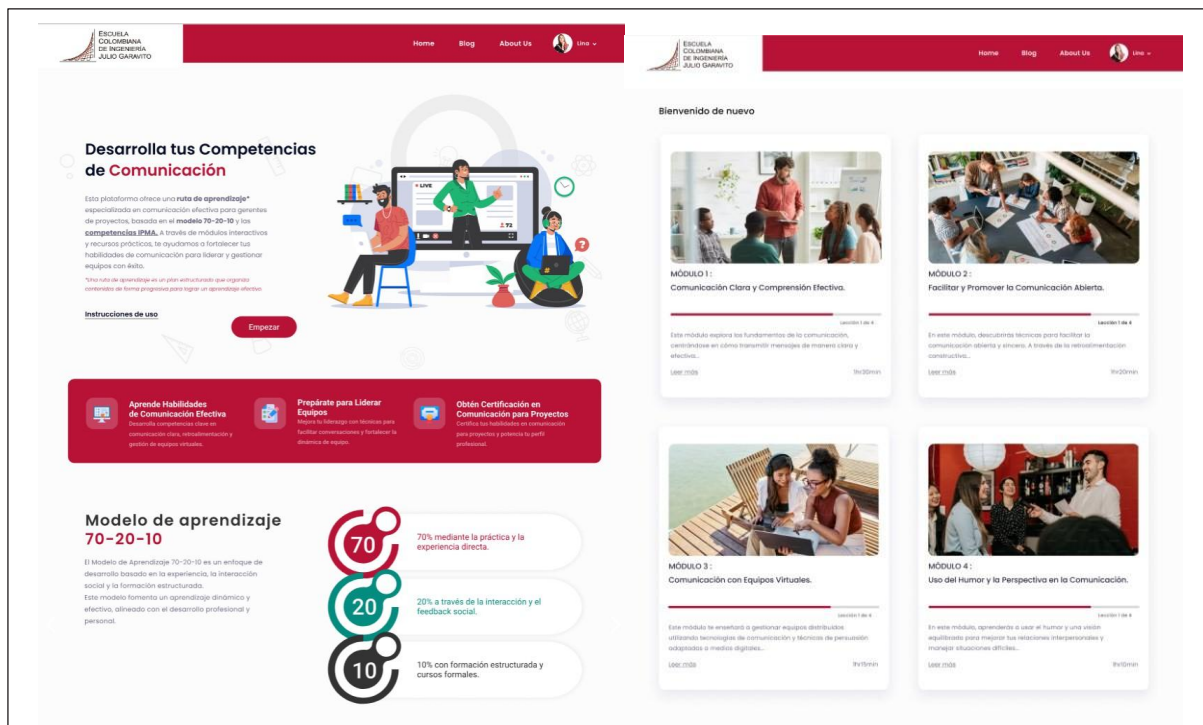 ESCUELA
COLOMBIANA
DE INGENIERÍA
JULIO GARAVITO
Home Blog About Us Lina
Desarrolla tus Competencias
de Comunicación
Esta plataforma ofrece una ruta de aprendizaje*
especializada en comunicación efectiva para gerentes
de proyectos, basada en el modelo 70-20-10 y las
competencias IPMA. A través de módulos interactivos
y recursos prácticos, te ayudamos a fortalecer tus
habilidades de comunicación para liderar y gestionar
equipos con éxito.
*Una ruta de aprendizaje es un plan estructurado que organiza
contenidos de forma progresiva para lograr un aprendizaje efectivo.
Instrucciones de uso
Empezar
LIVE
72
Aprende Habilidades
de Comunicación Efectiva
Desarrolla competencias clave en
comunicación clara, retroalimentación y
gestión de equipos virtuales.
Prepárate para Liderar
Equipos
Mejora tu liderazgo con técnicas para
facilitar conversaciones y fortalecer la
dinámica de equipo.
Obtén Certificación en
Comunicación para Proyectos
Certifica tus habilidades en comunicación
para proyectos y potencia tu perfil
profesional.
Modelo de aprendizaje
70-20-10
El Modelo de Aprendizaje 70-20-10 es un enfoque de
desarrollo basado en la experiencia, la interacción
social y la formación estructurada.
Este modelo fomenta un aprendizaje dinámico y
efectivo, alineado con el desarrollo profesional y
personal.
70
70% mediante la práctica y la
experiencia directa.
20
20% a través de la interacción y el
feedback social.
10
10% con formación estructurada y
cursos formales.
ESCUELA
COLOMBIANA
DE INGENIERÍA
JULIO GARAVITO
Home Blog About Us Lina
Bienvenido de nuevo
MÓDULO 1 :
Comunicación Clara y Comprensión Efectiva.
Lección 1 de 4
Este módulo explora los fundamentos de la comunicación,
centrándose en cómo transmitir mensajes de manera clara y
efectiva...
Leer más 1hr30min
MÓDULO 2 :
Facilitar y Promover la Comunicación Abierta.
Lección 1 de 4
En este módulo, descubrirás técnicas para facilitar la
comunicación abierta y sincera. A través de la retroalimentación
constructiva...
Leer más 1hr20min
MÓDULO 3 :
Comunicación con Equipos Virtuales.
Lección 1 de 4
Este módulo te enseñará a gestionar equipos distribuidos
utilizando tecnologías de comunicación y técnicas de persuasión
adaptadas a medios digitales...
Leer más 1hr15min
MÓDULO 4 :
Uso del Humor y la Perspectiva en la Comunicación.
Lección 1 de 4
En este módulo, aprenderás a usar el humor y una visión
equilibrada para mejorar tus relaciones interpersonales y
manejar situaciones difíciles...
Leer más 1hr10min